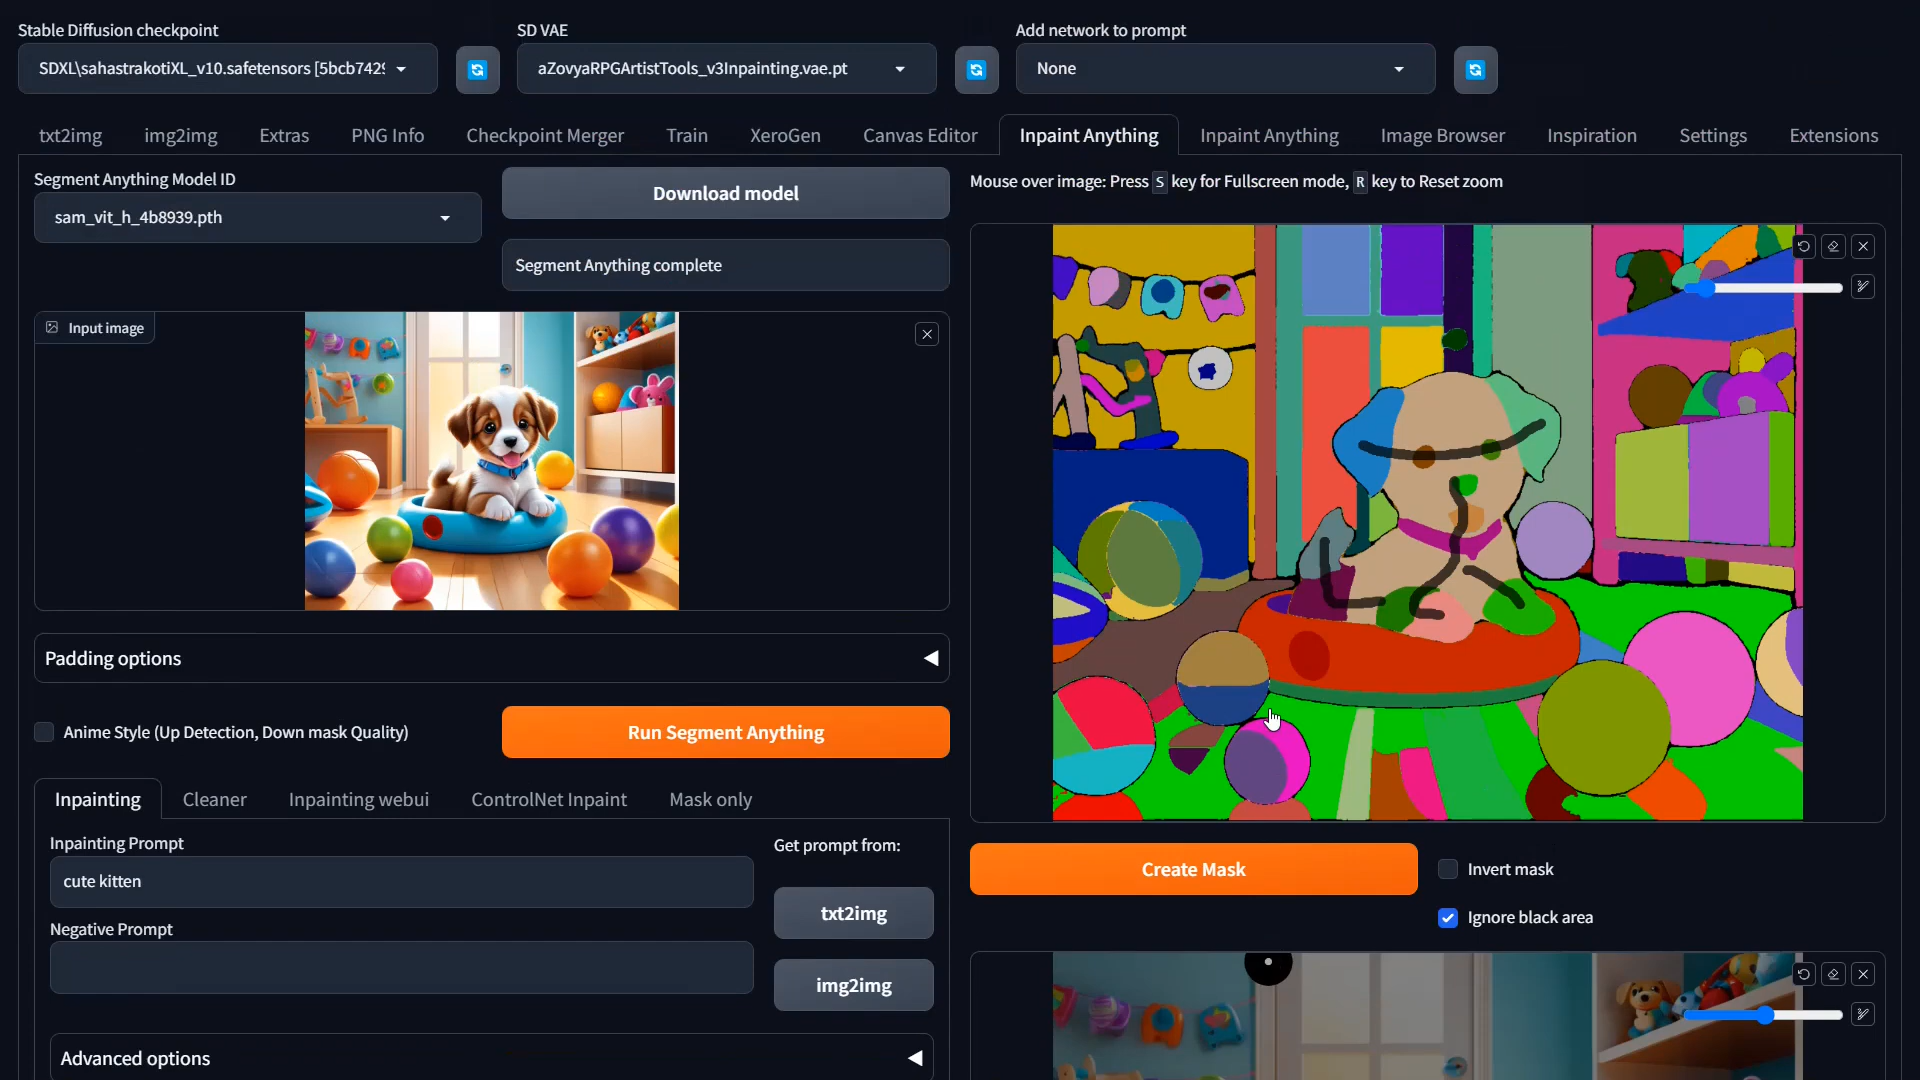 Stable Diffusion checkpoint
SD VAE
Add network to prompt
SDXL\sahastrakotiXL_v10.safetensors [5bcb7429
aZovyaRPGArtistTools_v3Inpainting.vae.pt
None
txt2img img2img Extras PNG Info Checkpoint Merger Train XeroGen Canvas Editor Inpaint Anything Inpaint Anything Image Browser Inspiration Settings Extensions
Segment Anything Model ID
sam_vit_h_4b8939.pth
Download model
Segment Anything complete
Mouse over image: Press S key for Fullscreen mode, R key to Reset zoom
Input image
Padding options
Anime Style (Up Detection, Down mask Quality)
Run Segment Anything
Inpainting Cleaner Inpainting webui ControlNet Inpaint Mask only
Inpainting Prompt
cute kitten
Negative Prompt
Get prompt from:
txt2img
img2img
Advanced options
Create Mask
Invert mask
Ignore black area